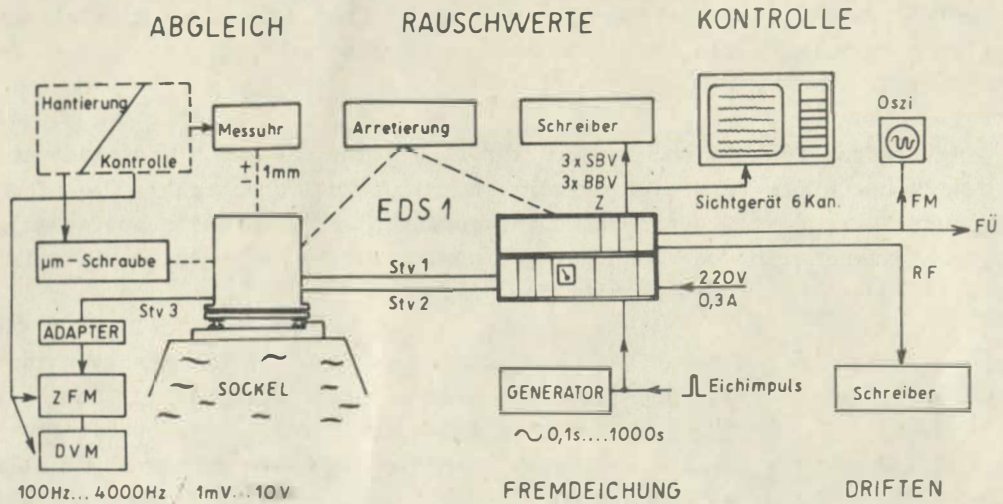 ABGLEICH
RAUSCHWERTE
KONTROLLE
Hantierung
Kontrolle
Messuhr
+
−
1mm
Arretierung
Schreiber
3x SBV
3x BBV
Z
Sichtgerät 6 Kan.
Oszi
FM
FÜ
RF
EDS 1
µm-Schraube
Stv 1
Stv 2
Stv 3
220V
0,3A
ADAPTER
ZFM
DVM
SOCKEL
GENERATOR
Eichimpuls
∼ 0,1s....1000s
Schreiber
100Hz... 4000Hz / 1mV...10V
FREMDEICHUNG
DRIFTEN